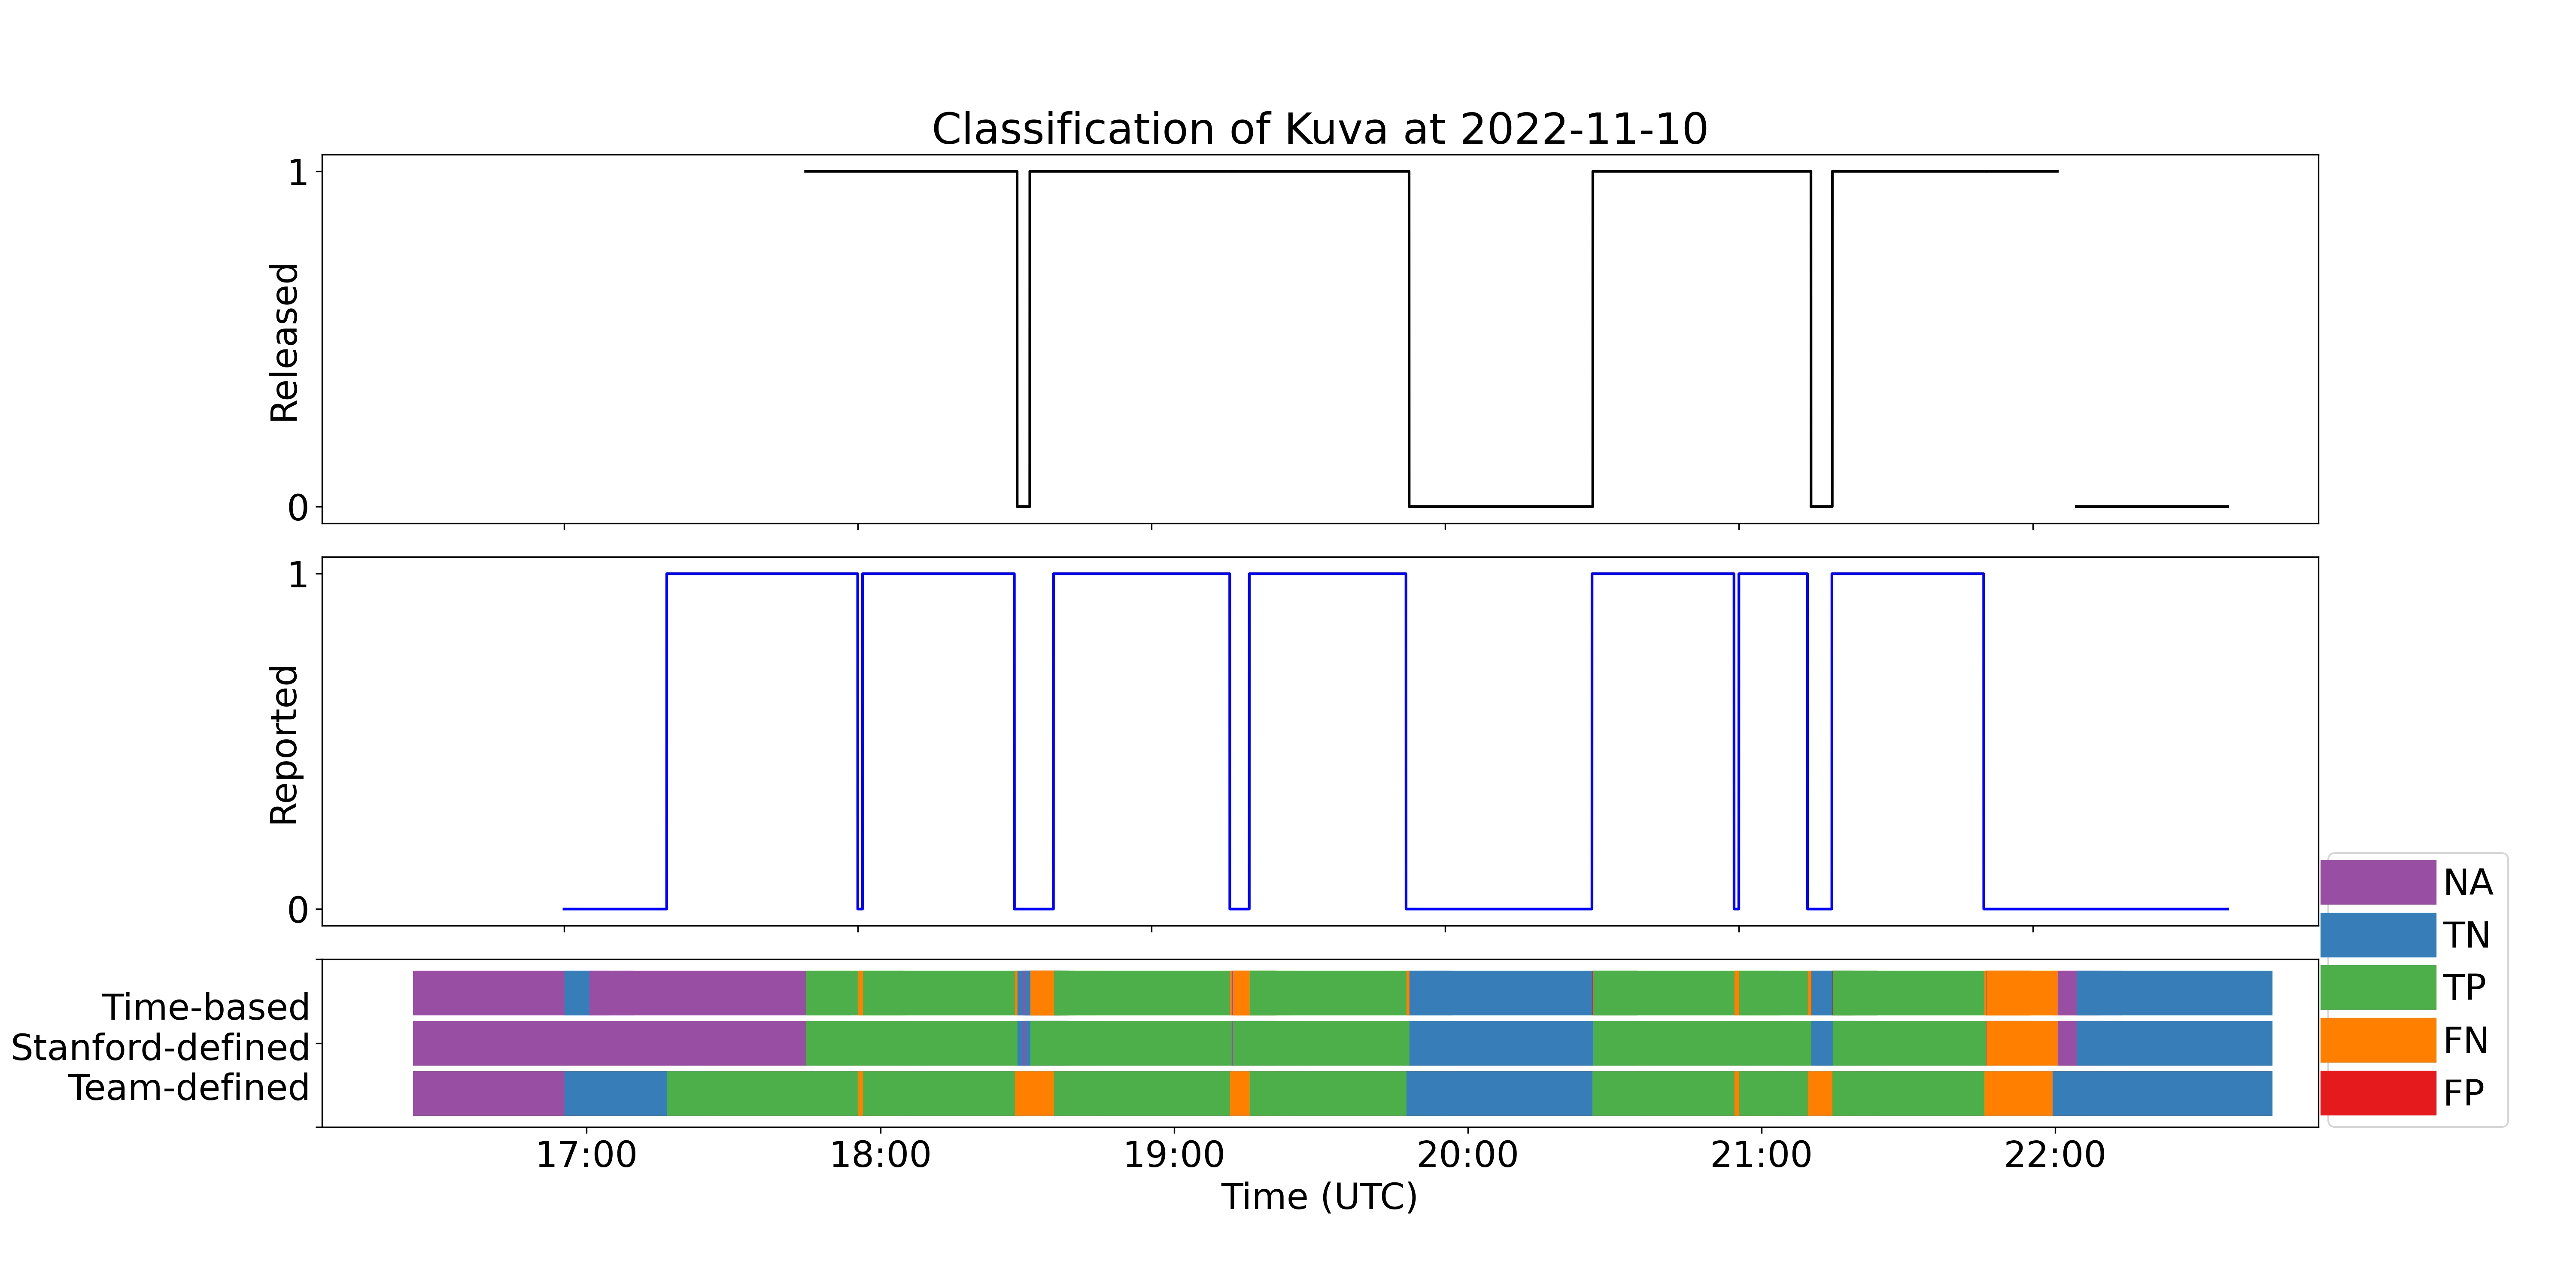 Classification of Kuva at 2022-11-10
1
Released
0
1
Reported
0
NA
TN
TP
FN
FP
Time-based
Stanford-defined
Team-defined
17:00 18:00 19:00 20:00 21:00 22:00
Time (UTC)